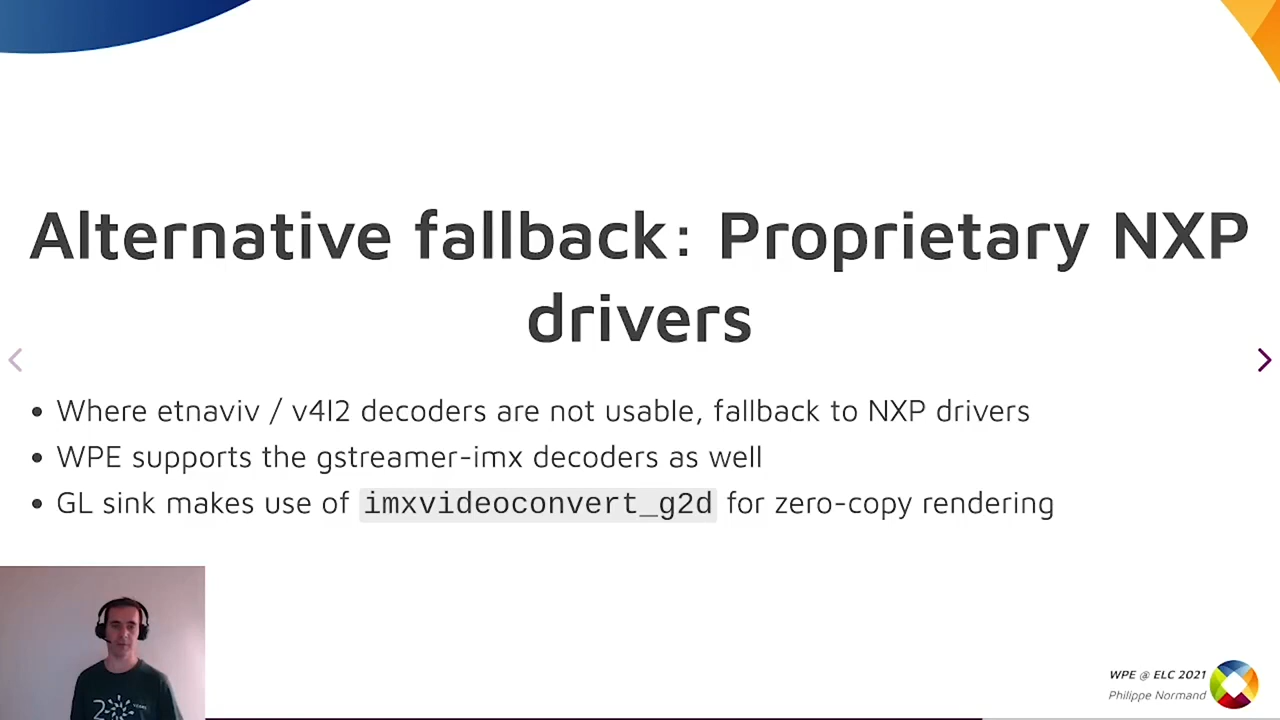 Alternative fallback: Proprietary NXP
drivers
Where etnaviv / v4l2 decoders are not usable, fallback to NXP drivers
WPE supports the gstreamer-imx decoders as well
GL sink makes use of imxvideoconvert_g2d for zero-copy rendering
WPE @ ELC 2021
Philippe Normand